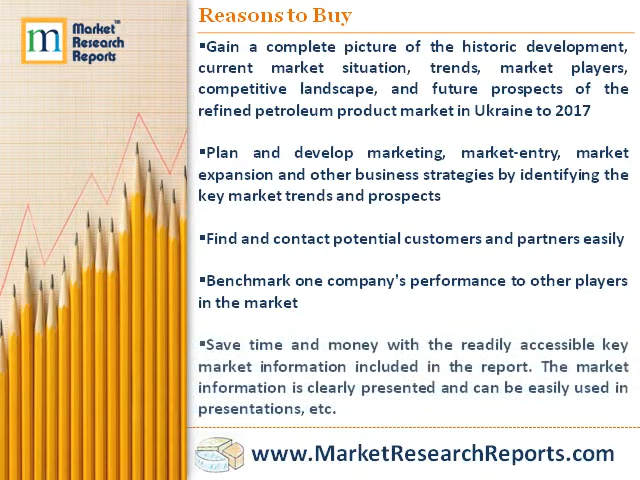 m
Market™
Research
Reports
Reasons to Buy
▪Gain a complete picture of the historic development,
current market situation, trends, market players,
competitive landscape, and future prospects of the
refined petroleum product market in Ukraine to 2017
▪Plan and develop marketing, market-entry, market
expansion and other business strategies by identifying the
key market trends and prospects
▪Find and contact potential customers and partners easily
▪Benchmark one company's performance to other players
in the market
▪Save time and money with the readily accessible key
market information included in the report. The market
information is clearly presented and can be easily used in
presentations, etc.
www.MarketResearchReports.com